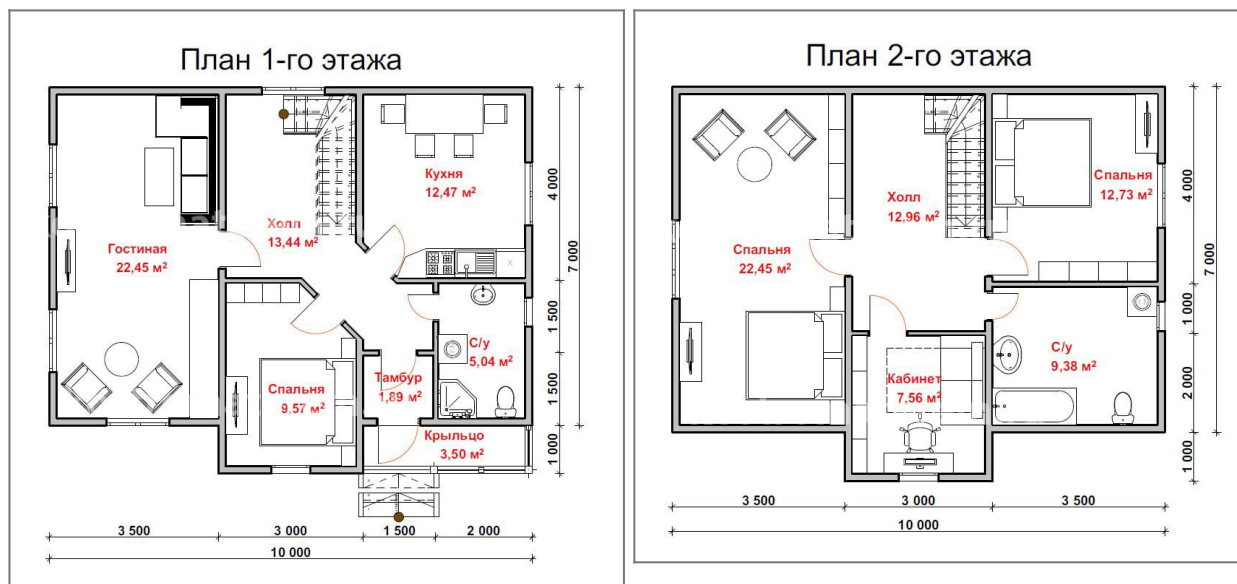 План 1-го этажа
Кухня
12,47 м²
Холл
13,44 м²
Гостиная
22,45 м²
С/у
5,04 м²
Тамбур
1,89 м²
Спальня
9,57 м²
Крыльцо
3,50 м²
4 000
7 000
1 500
1 500
1 000
3 500
3 000
1 500
2 000
10 000
План 2-го этажа
Спальня
12,73 м²
Холл
12,96 м²
Спальня
22,45 м²
С/у
9,38 м²
Кабинет
7,56 м²
4 000
7 000
1 000
2 000
1 000
3 500
3 000
3 500
10 000